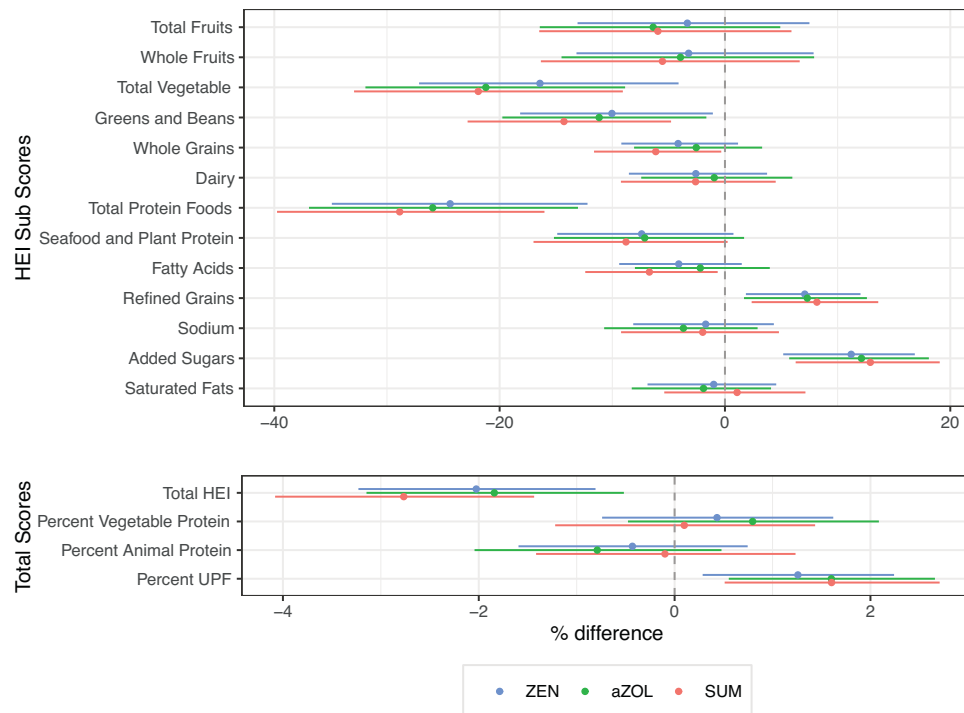 HEI Sub Scores
Total Fruits
Whole Fruits
Total Vegetable
Greens and Beans
Whole Grains
Dairy
Total Protein Foods
Seafood and Plant Protein
Fatty Acids
Refined Grains
Sodium
Added Sugars
Saturated Fats
−40 −20 0 20
Total Scores
Total HEI
Percent Vegetable Protein
Percent Animal Protein
Percent UPF
−4 −2 0 2
% difference
ZEN aZOL SUM